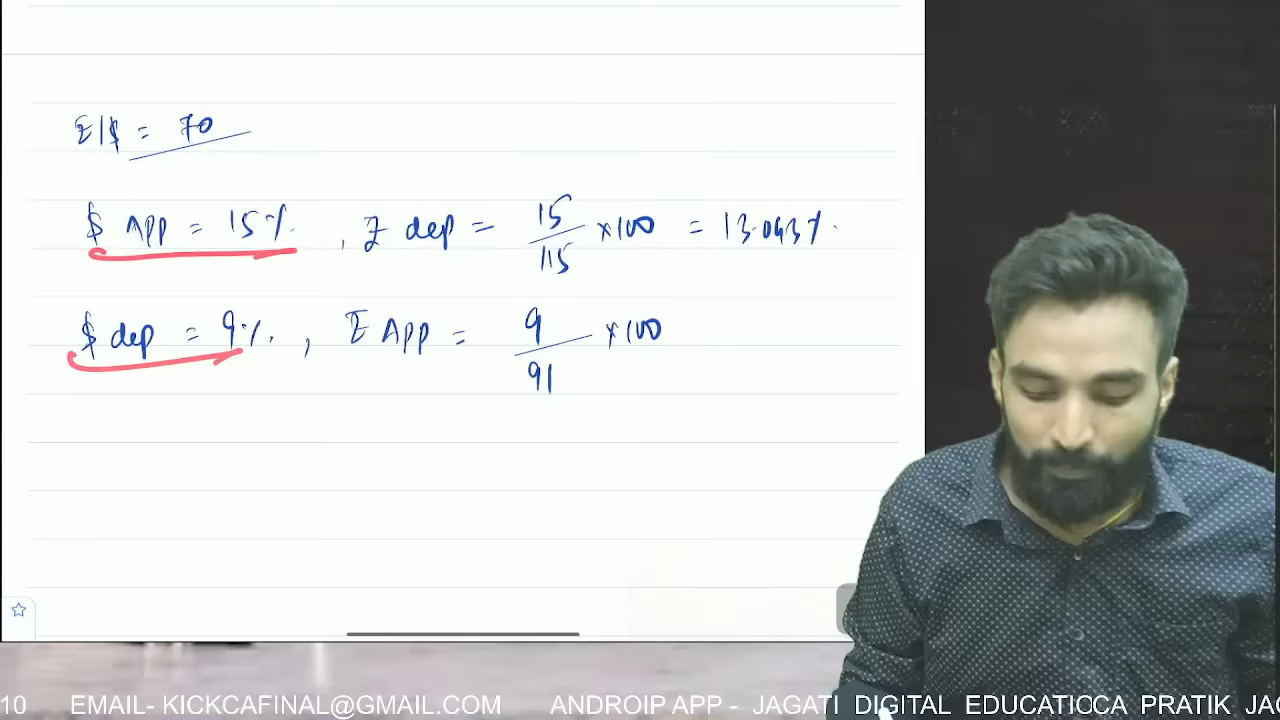 ₹/$ = 70
$ App = 15%. , ₹ dep = 15/115 ×100 = 13.043%.
$ dep = 9%. , ₹ App = 9/91 ×100
10 EMAIL- KICKCAFINAL@GMAIL.COM ANDROIP APP - JAGATI DIGITAL EDUCATICCA PRATIK JAG